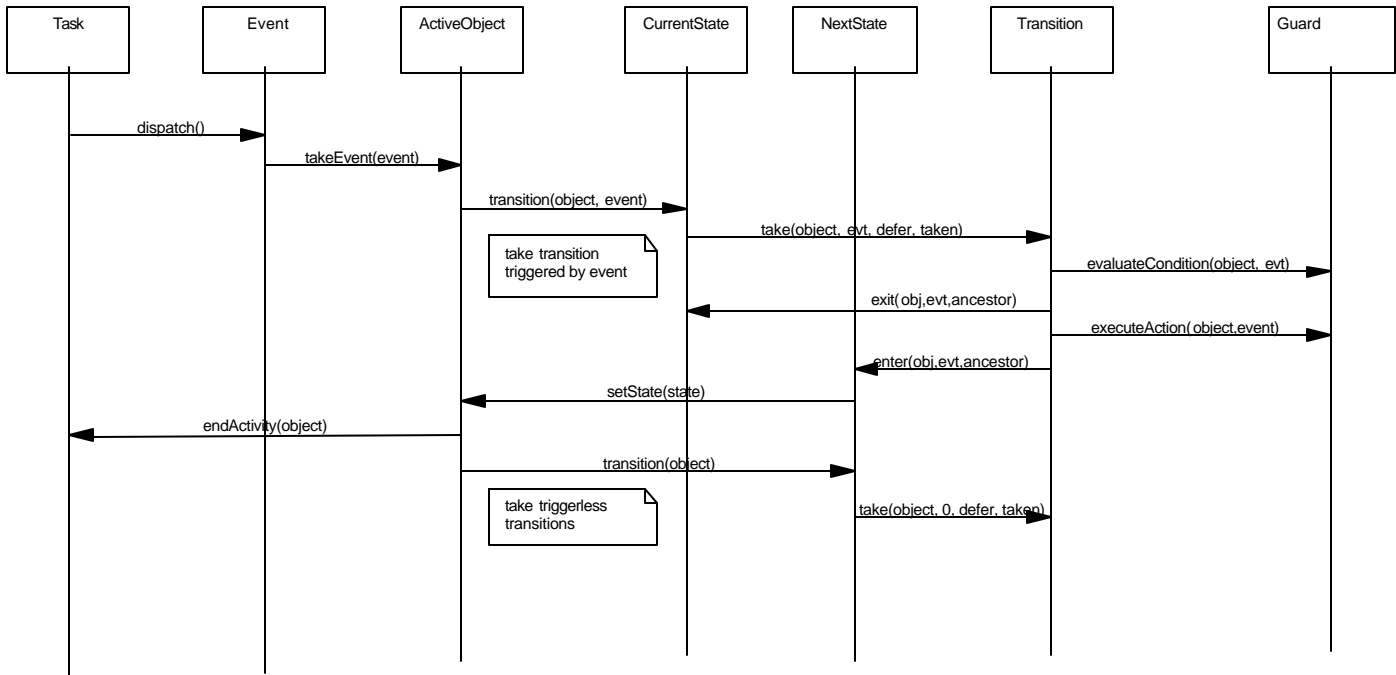 Task
Event
ActiveObject
CurrentState
NextState
Transition
Guard
dispatch()
takeEvent(event)
transition(object, event)
take(object, evt, defer, taken)
take transition
triggered by event
evaluateCondition(object, evt)
exit(obj,evt,ancestor)
executeAction(object,event)
enter(obj,evt,ancestor)
setState(state)
endActivity(object)
transition(object)
take triggerless
transitions
take(object, 0, defer, taken)